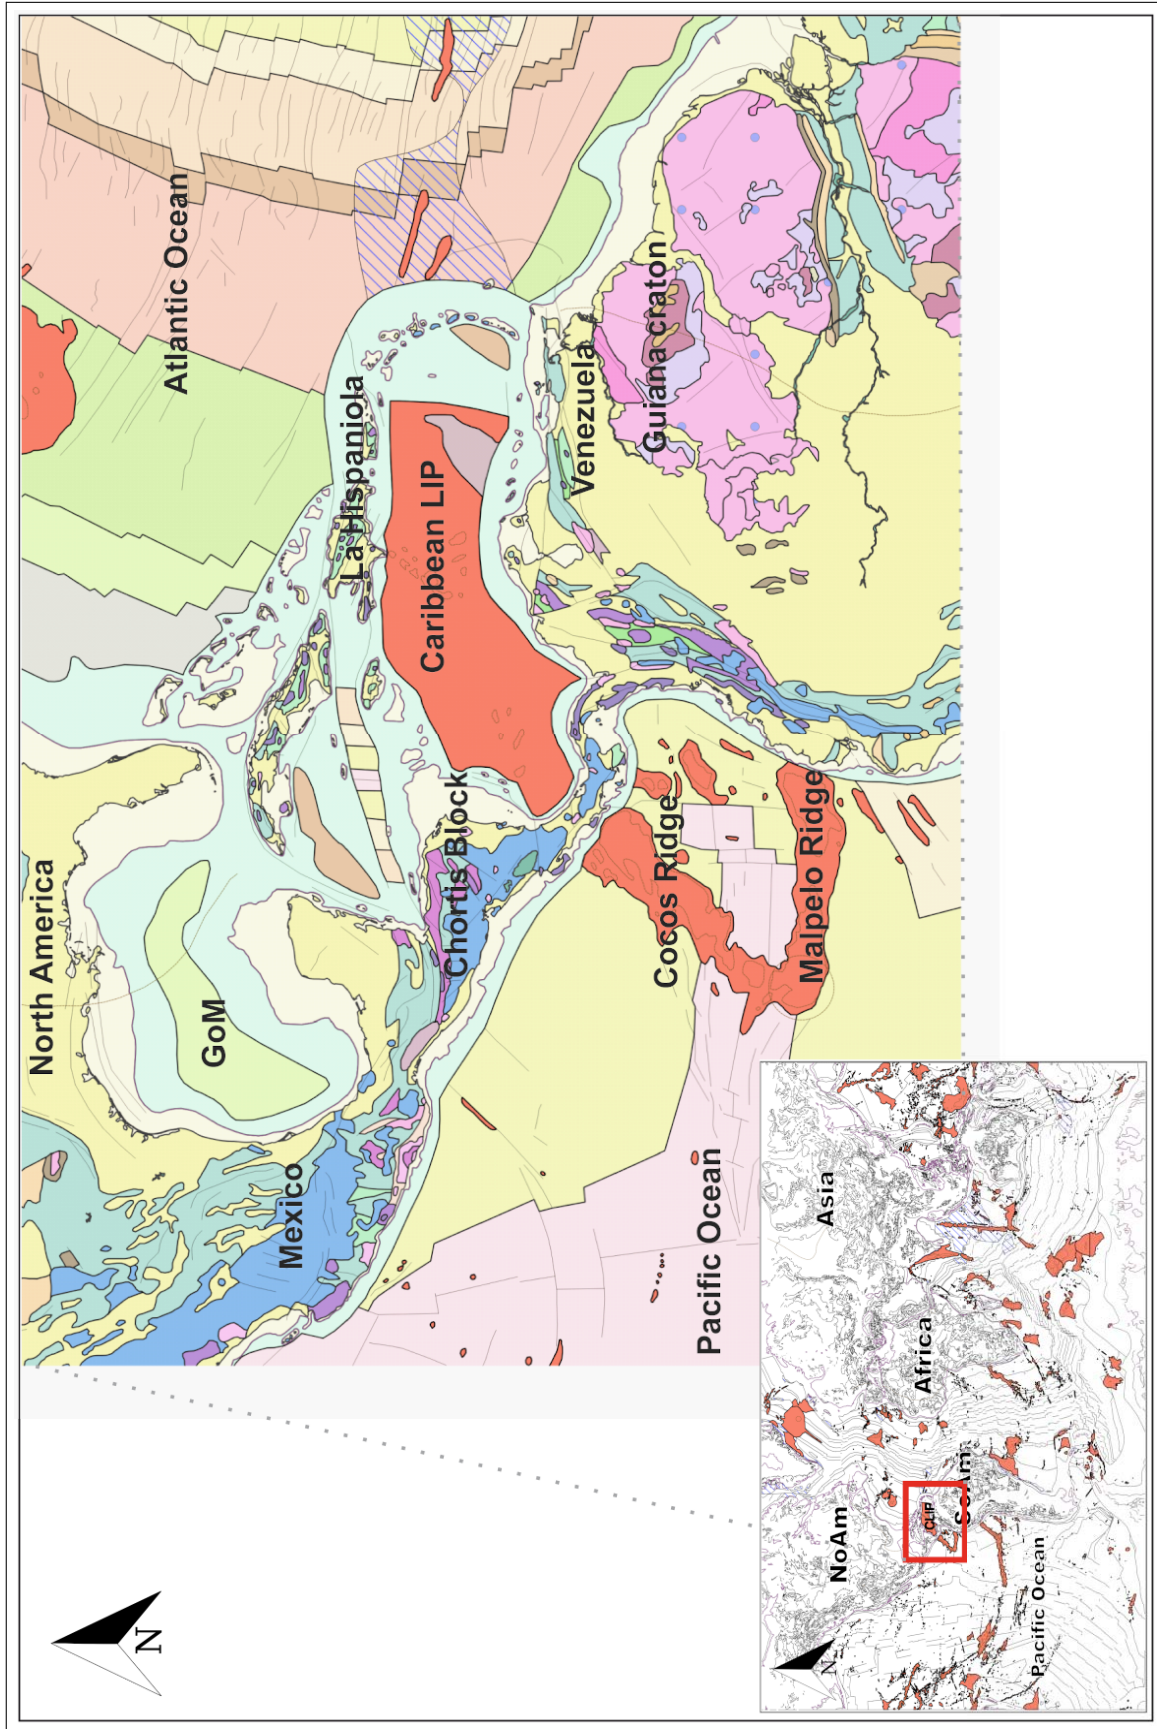 North America
Atlantic Ocean
GoM
La Hispaniola
Mexico
Caribbean LIP
Chortis Block
Venezuela
Guiana craton
Cocos Ridge
Pacific Ocean
Malpelo Ridge
N
Asia
NoAm
Africa
CLIP
SoAm
Pacific Ocean
N